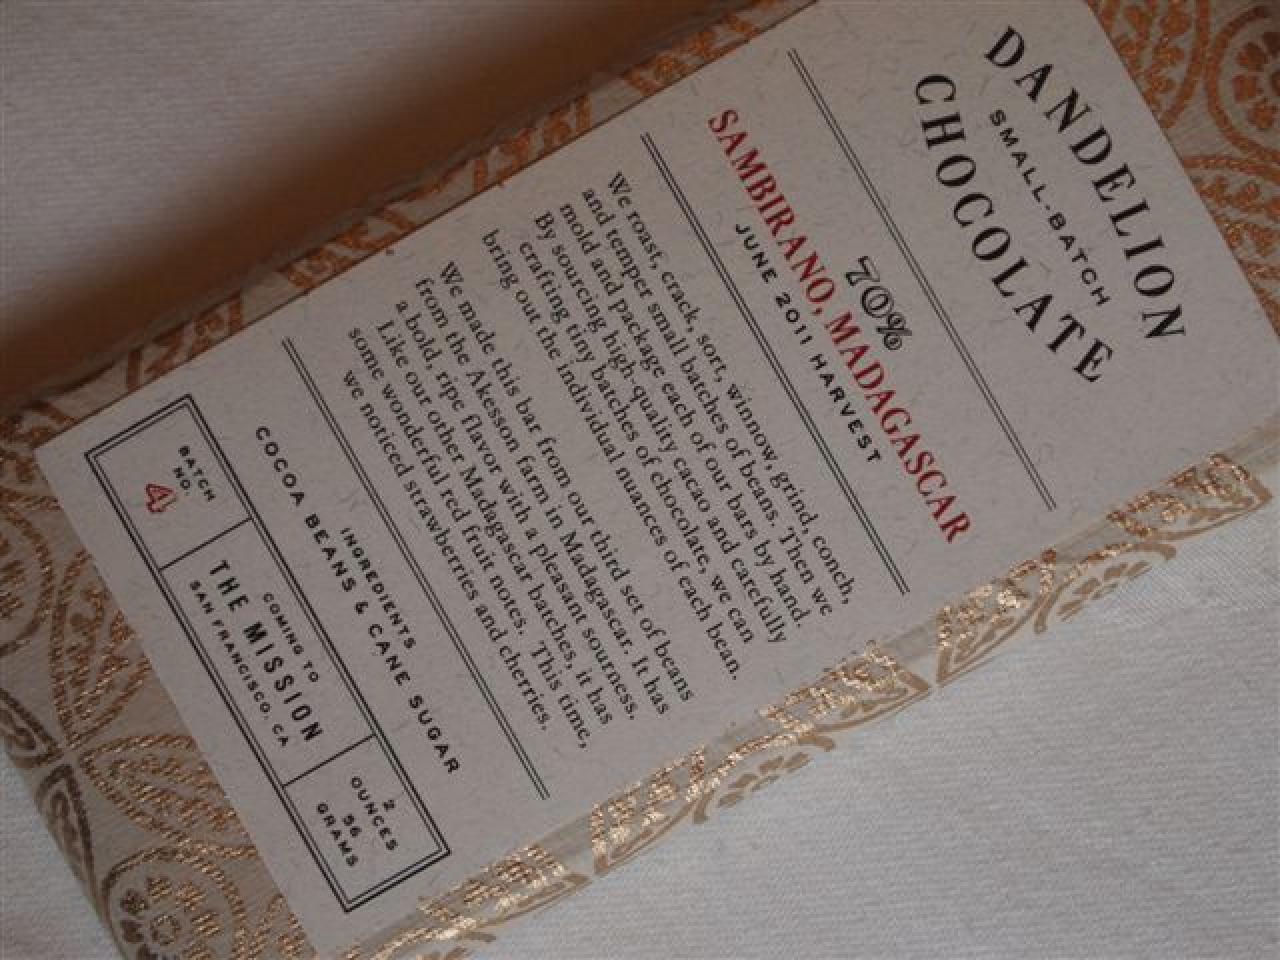 DANDELION
SMALL-BATCH
CHOCOLATE
70%
SAMBIRANO, MADAGASCAR
JUNE 2011 HARVEST
We roast, crack, sort, winnow, grind, conch,
and temper small batches of beans. Then we
mold and package each of our bars by hand.
By sourcing high-quality cacao and carefully
crafting tiny batches of chocolate, we can
bring out the individual nuances of each bean.
We made this bar from our third set of beans
from the Akesson farm in Madagascar. It has
a bold, ripe flavor with a pleasant sourness.
Like our other Madagascar batches, it has
some wonderful red fruit notes. This time,
we noticed strawberries and cherries.
INGREDIENTS
COCOA BEANS & CANE SUGAR
BATCH
NO.
4
COMING TO
THE MISSION
SAN FRANCISCO, CA
2
OUNCES
56
GRAMS